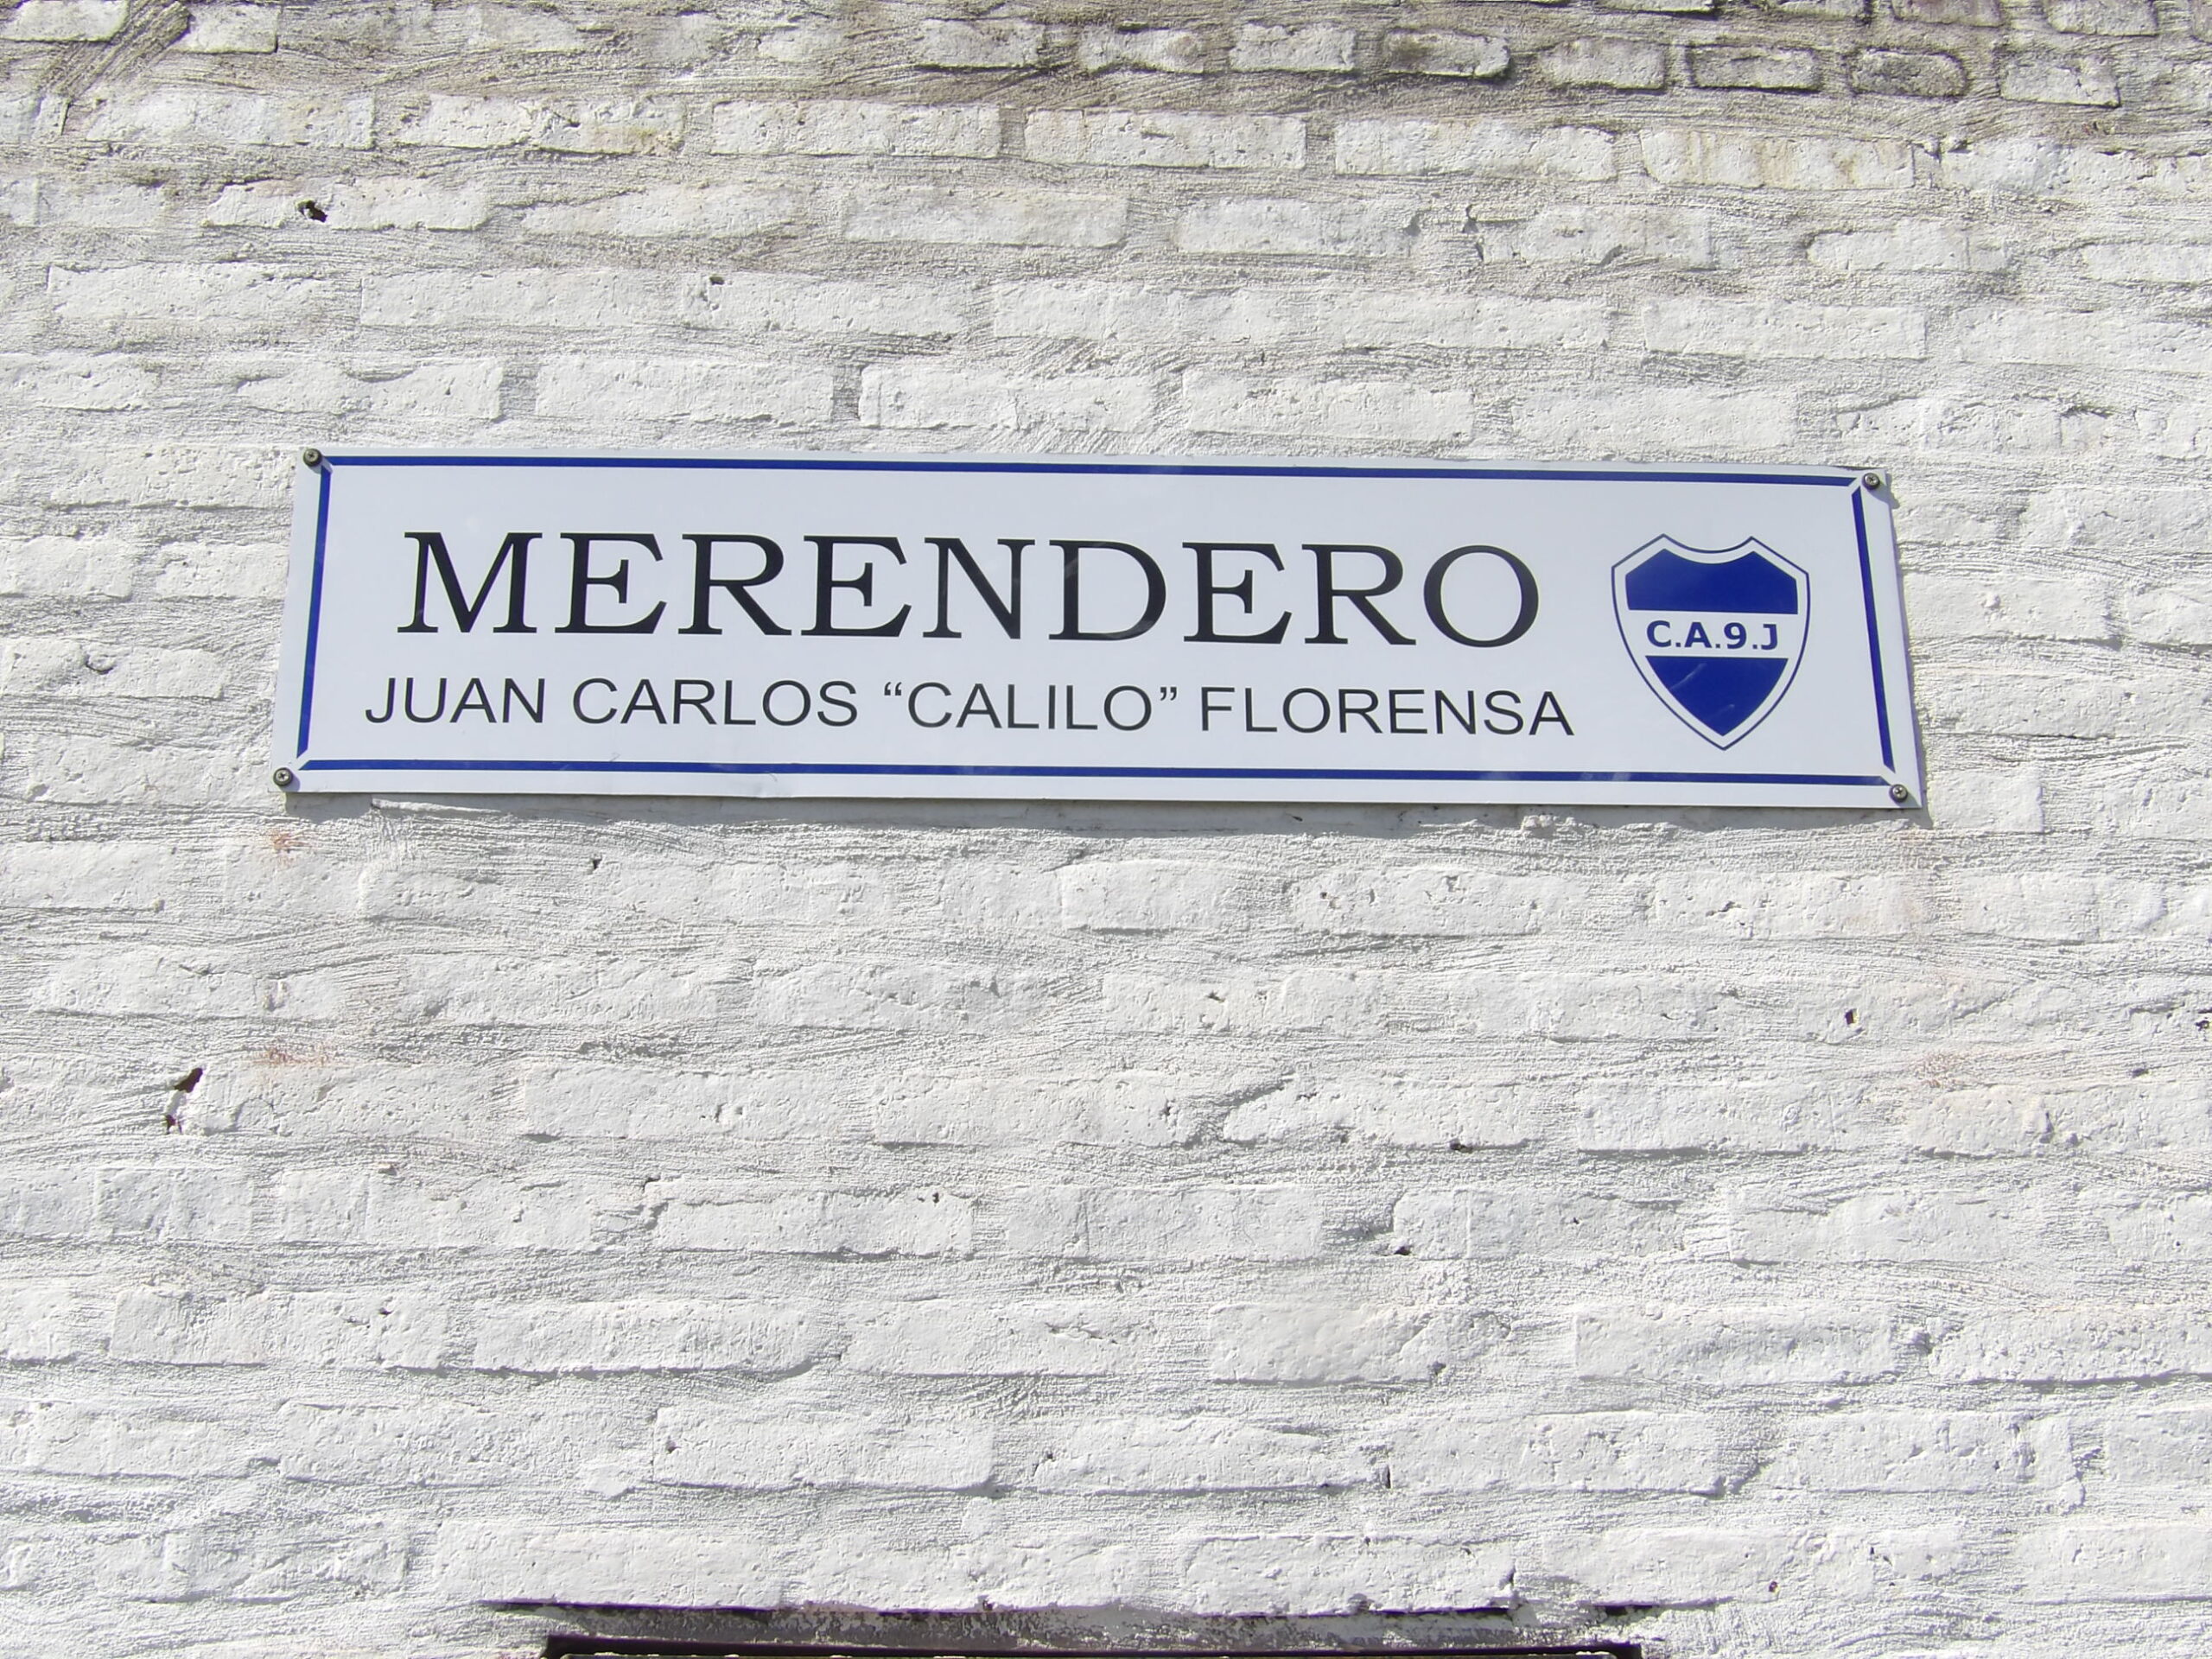 MERENDERO
JUAN CARLOS “CALILO” FLORENSA
C.A.9.J